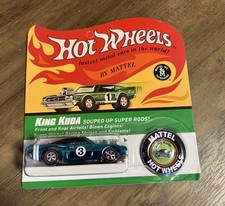 HOT WHEELS
fastest metal cars in the world!
BY MATTEL
1
KING KUDA SOUPED UP SUPER RODS!
Front and Rear Airfoils! Blown Engines!
3
MATTEL
HOT WHEELS